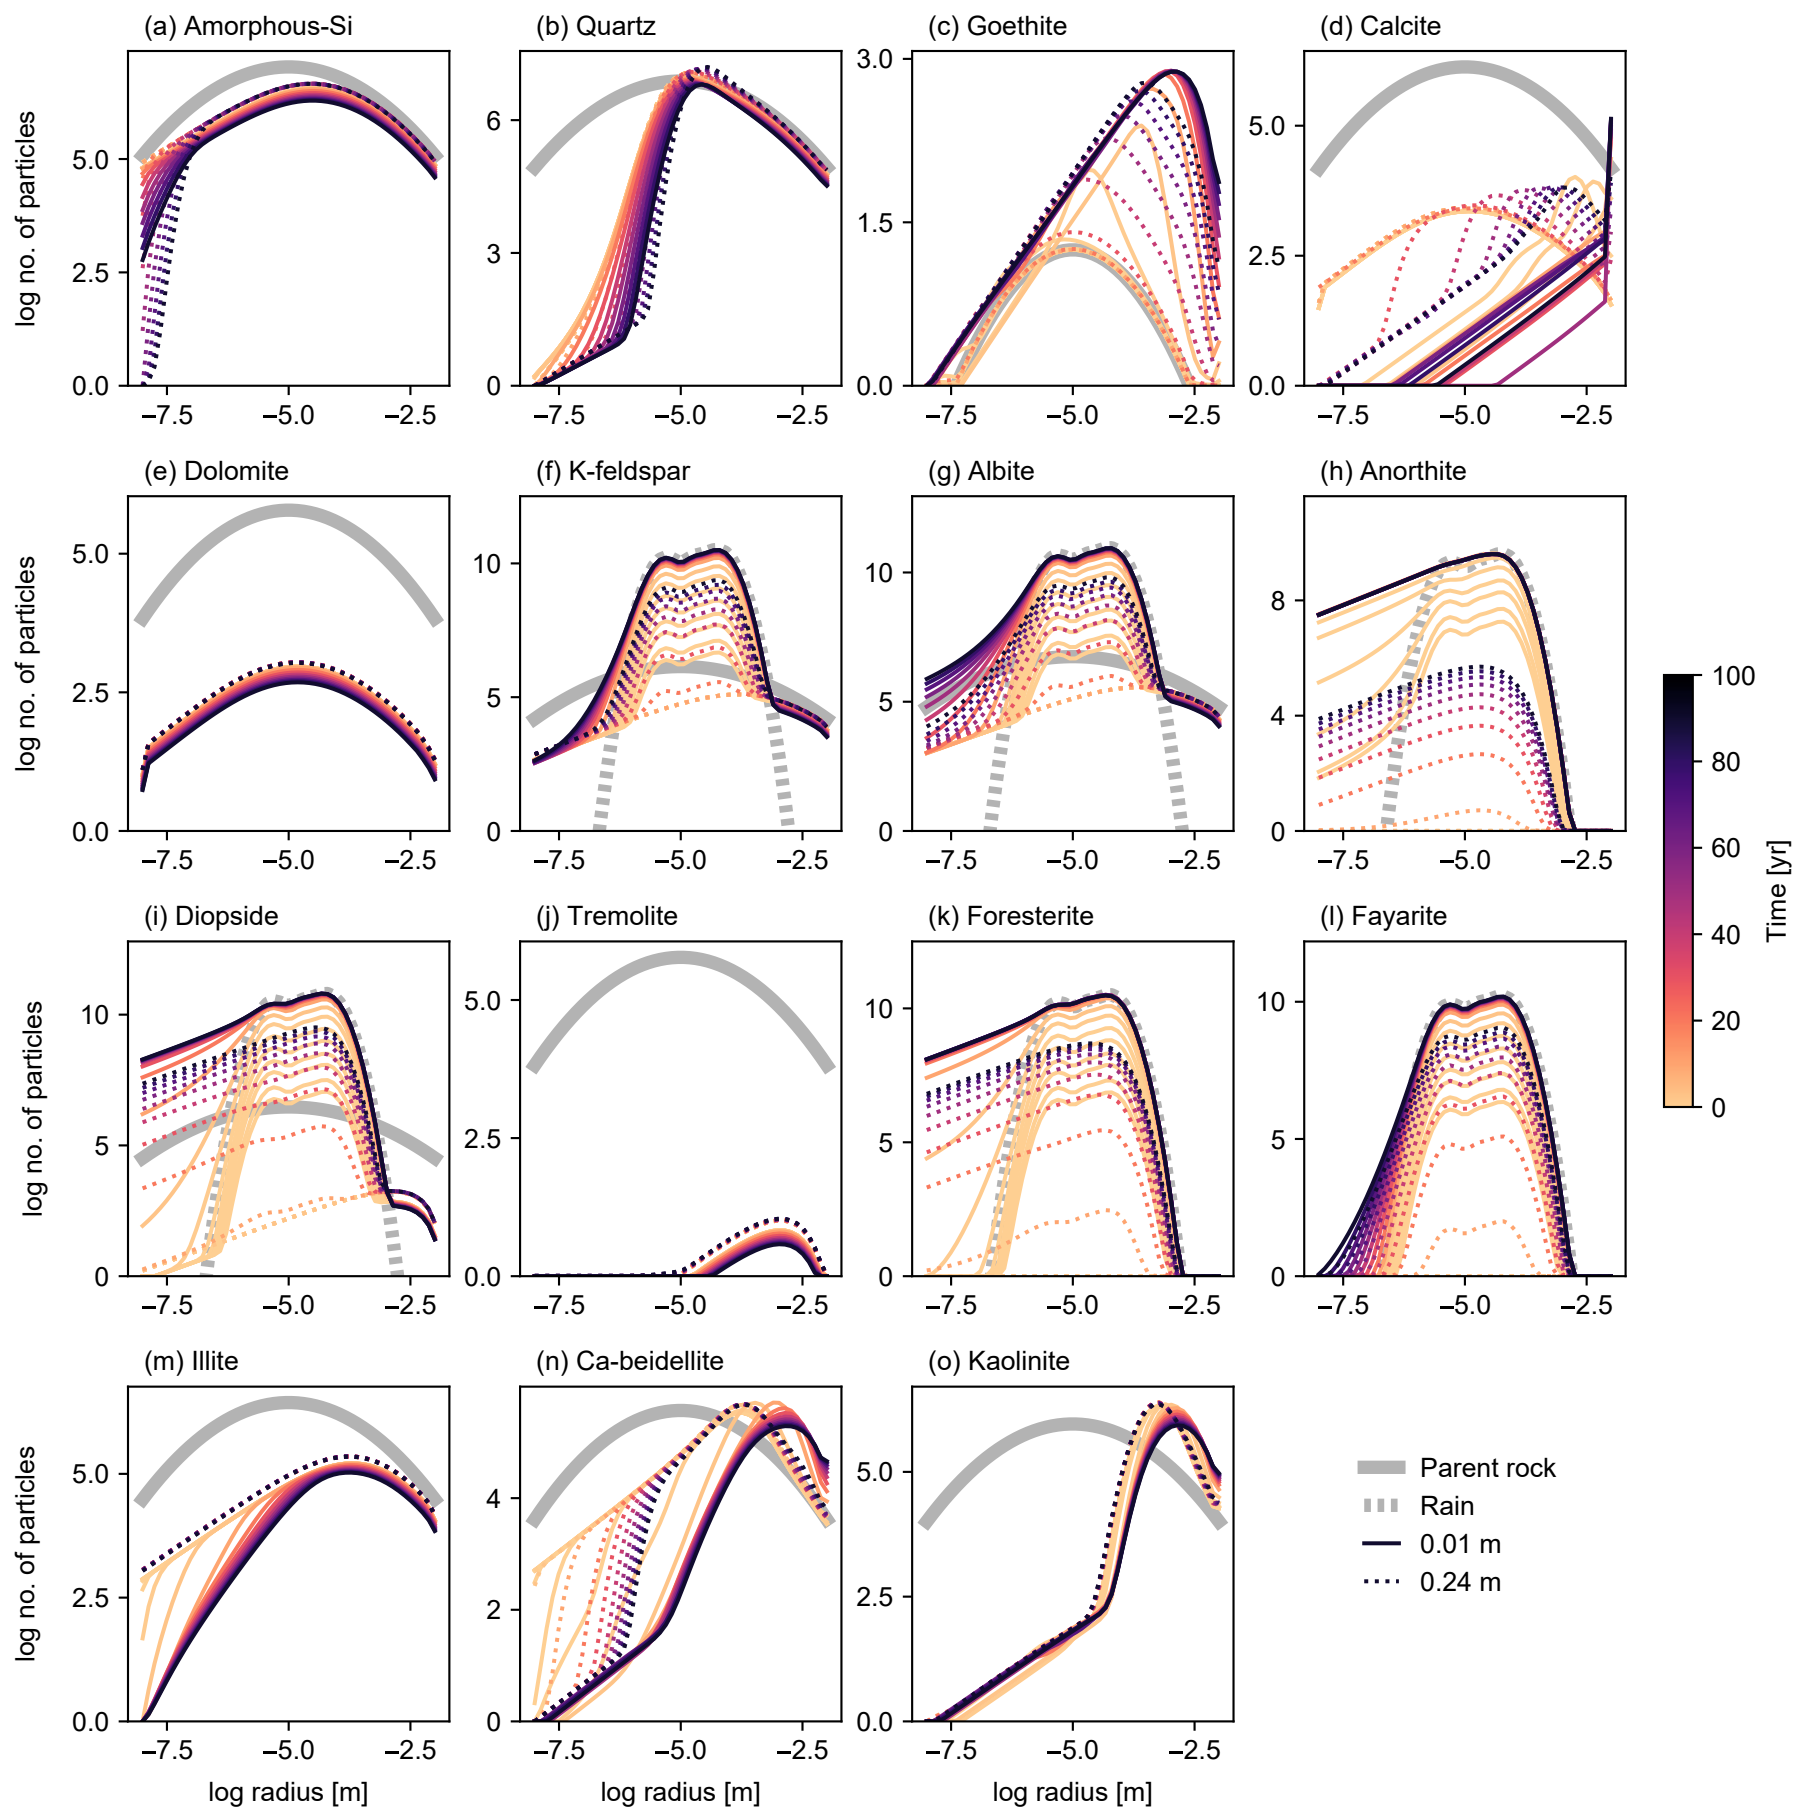 (a) Amorphous-Si
(b) Quartz
(c) Goethite
(d) Calcite
log no. of particles
5.0
2.5
0.0
−7.5 −5.0 −2.5
6
3
0
−7.5 −5.0 −2.5
3.0
1.5
0.0
−7.5 −5.0 −2.5
5.0
2.5
0.0
−7.5 −5.0 −2.5
(e) Dolomite
(f) K-feldspar
(g) Albite
(h) Anorthite
log no. of particles
5.0
2.5
0.0
−7.5 −5.0 −2.5
10
5
0
−7.5 −5.0 −2.5
10
5
0
−7.5 −5.0 −2.5
8
4
0
−7.5 −5.0 −2.5
(i) Diopside
(j) Tremolite
(k) Foresterite
(l) Fayarite
log no. of particles
10
5
0
−7.5 −5.0 −2.5
5.0
2.5
0.0
−7.5 −5.0 −2.5
10
5
0
−7.5 −5.0 −2.5
10
5
0
−7.5 −5.0 −2.5
100
80
60
40
20
0
Time [yr]
(m) Illite
(n) Ca-beidellite
(o) Kaolinite
log no. of particles
5.0
2.5
0.0
−7.5 −5.0 −2.5
log radius [m]
4
2
0
−7.5 −5.0 −2.5
log radius [m]
5.0
2.5
0.0
−7.5 −5.0 −2.5
log radius [m]
Parent rock
Rain
0.01 m
0.24 m